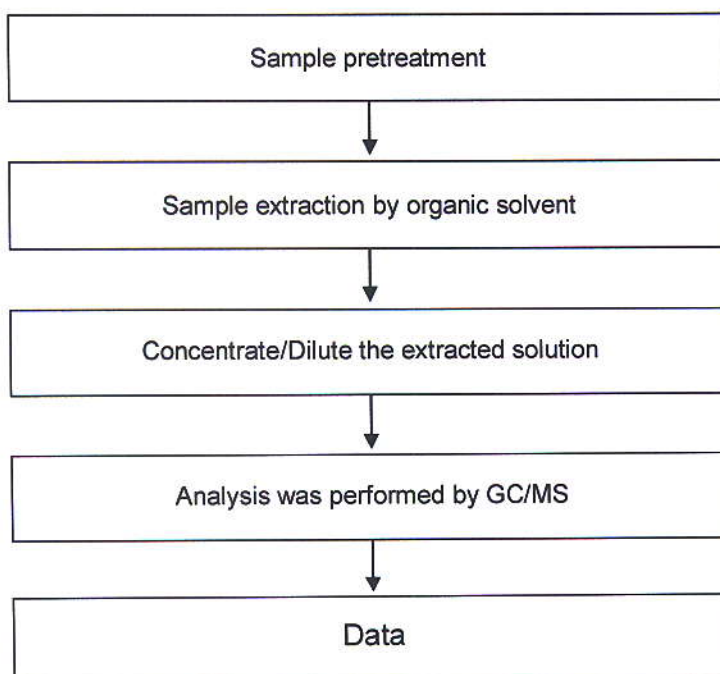 Sample pretreatment
Sample extraction by organic solvent
Concentrate/Dilute the extracted solution
Analysis was performed by GC/MS
Data